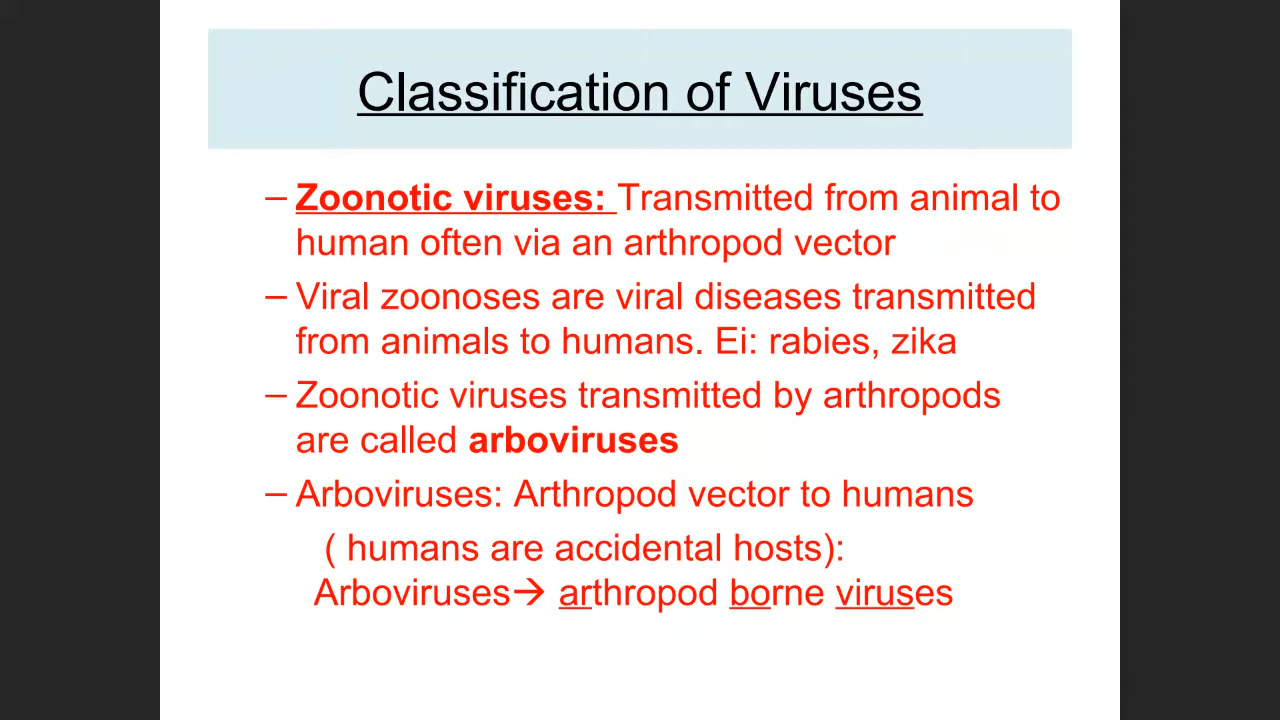 Classification of Viruses
– Zoonotic viruses: Transmitted from animal to
human often via an arthropod vector
– Viral zoonoses are viral diseases transmitted
from animals to humans. Ei: rabies, zika
– Zoonotic viruses transmitted by arthropods
are called arboviruses
– Arboviruses: Arthropod vector to humans
( humans are accidental hosts):
Arboviruses→ arthropod borne viruses